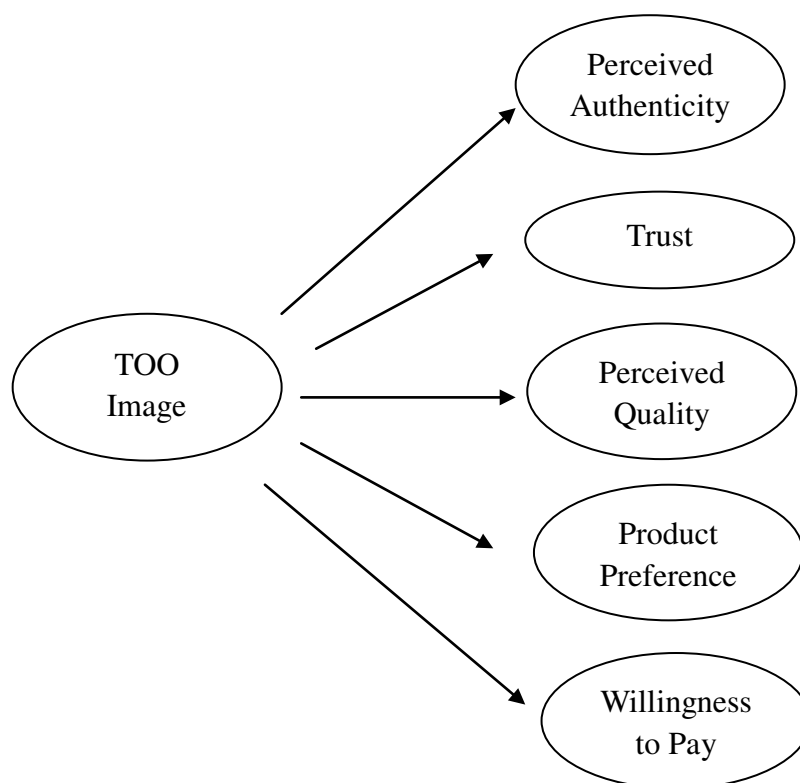 Perceived
Authenticity
Trust
TOO
Image
Perceived
Quality
Product
Preference
Willingness
to Pay